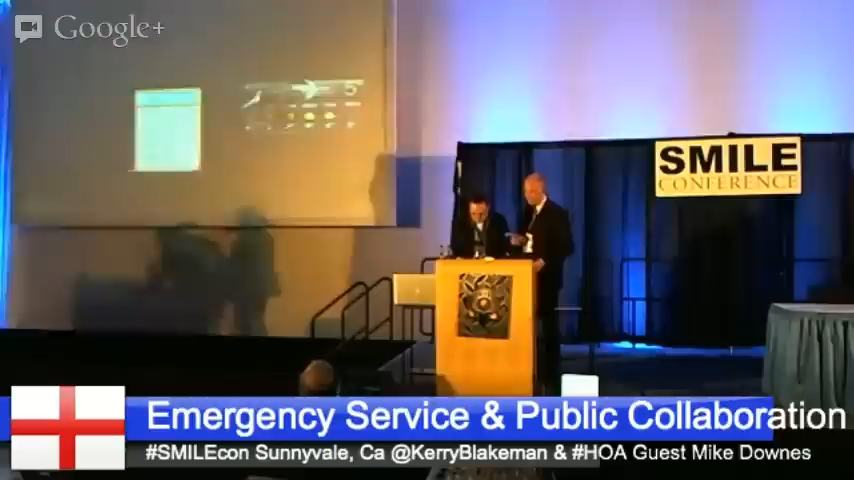 Google+
SMILE
CONFERENCE
Emergency Service & Public Collaboration
#SMILEcon Sunnyvale, Ca @KerryBlakeman & #HOA Guest Mike Downes